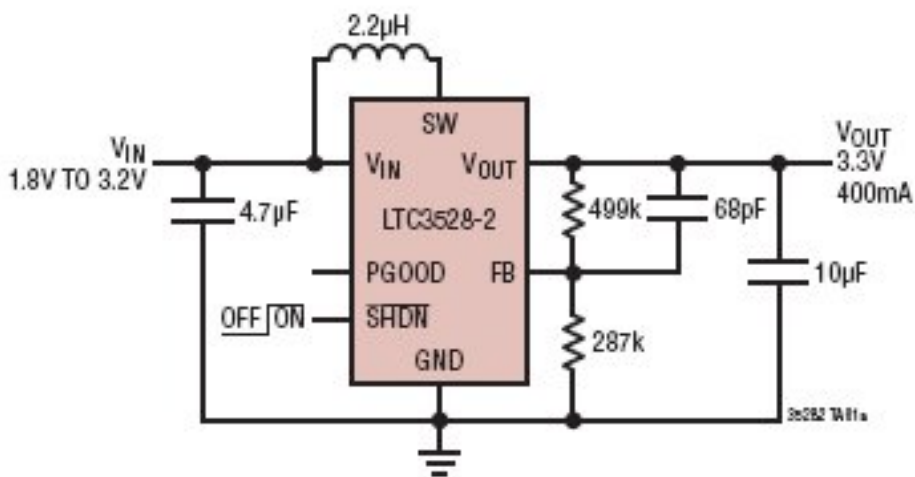 2.2µH
SW
VIN
1.8V TO 3.2V
VIN
VOUT
VOUT
3.3V
400mA
4.7µF
LTC3528-2
499k
68pF
PGOOD
FB
10µF
OFF ON
SHDN
287k
GND